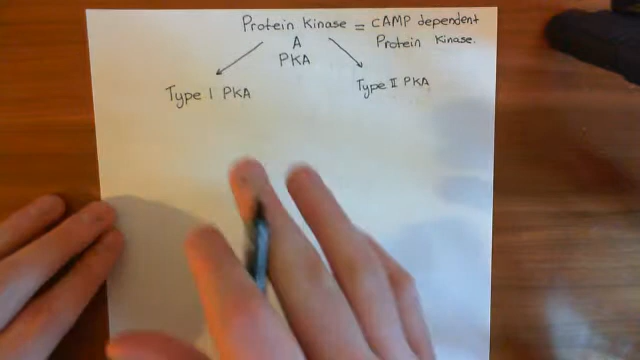 Protein Kinase = cAMP dependent
A Protein Kinase.
PKA
Type I PKA Type II PKA